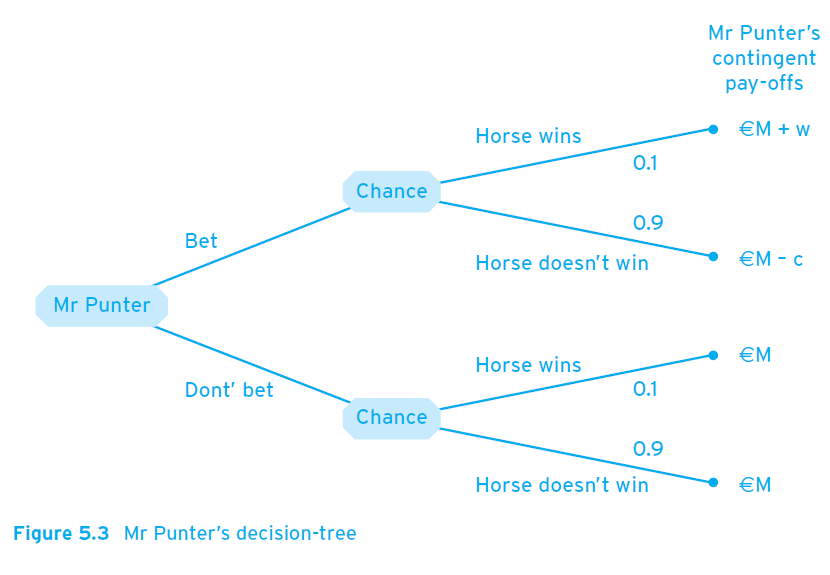 Mr Punter's
contingent
pay-offs
Horse wins
€M + w
0.1
Chance
0.9
Bet
Horse doesn't win
€M – c
Mr Punter
Horse wins
€M
0.1
Dont' bet
Chance
0.9
Horse doesn't win
€M
Figure 5.3 Mr Punter's decision-tree